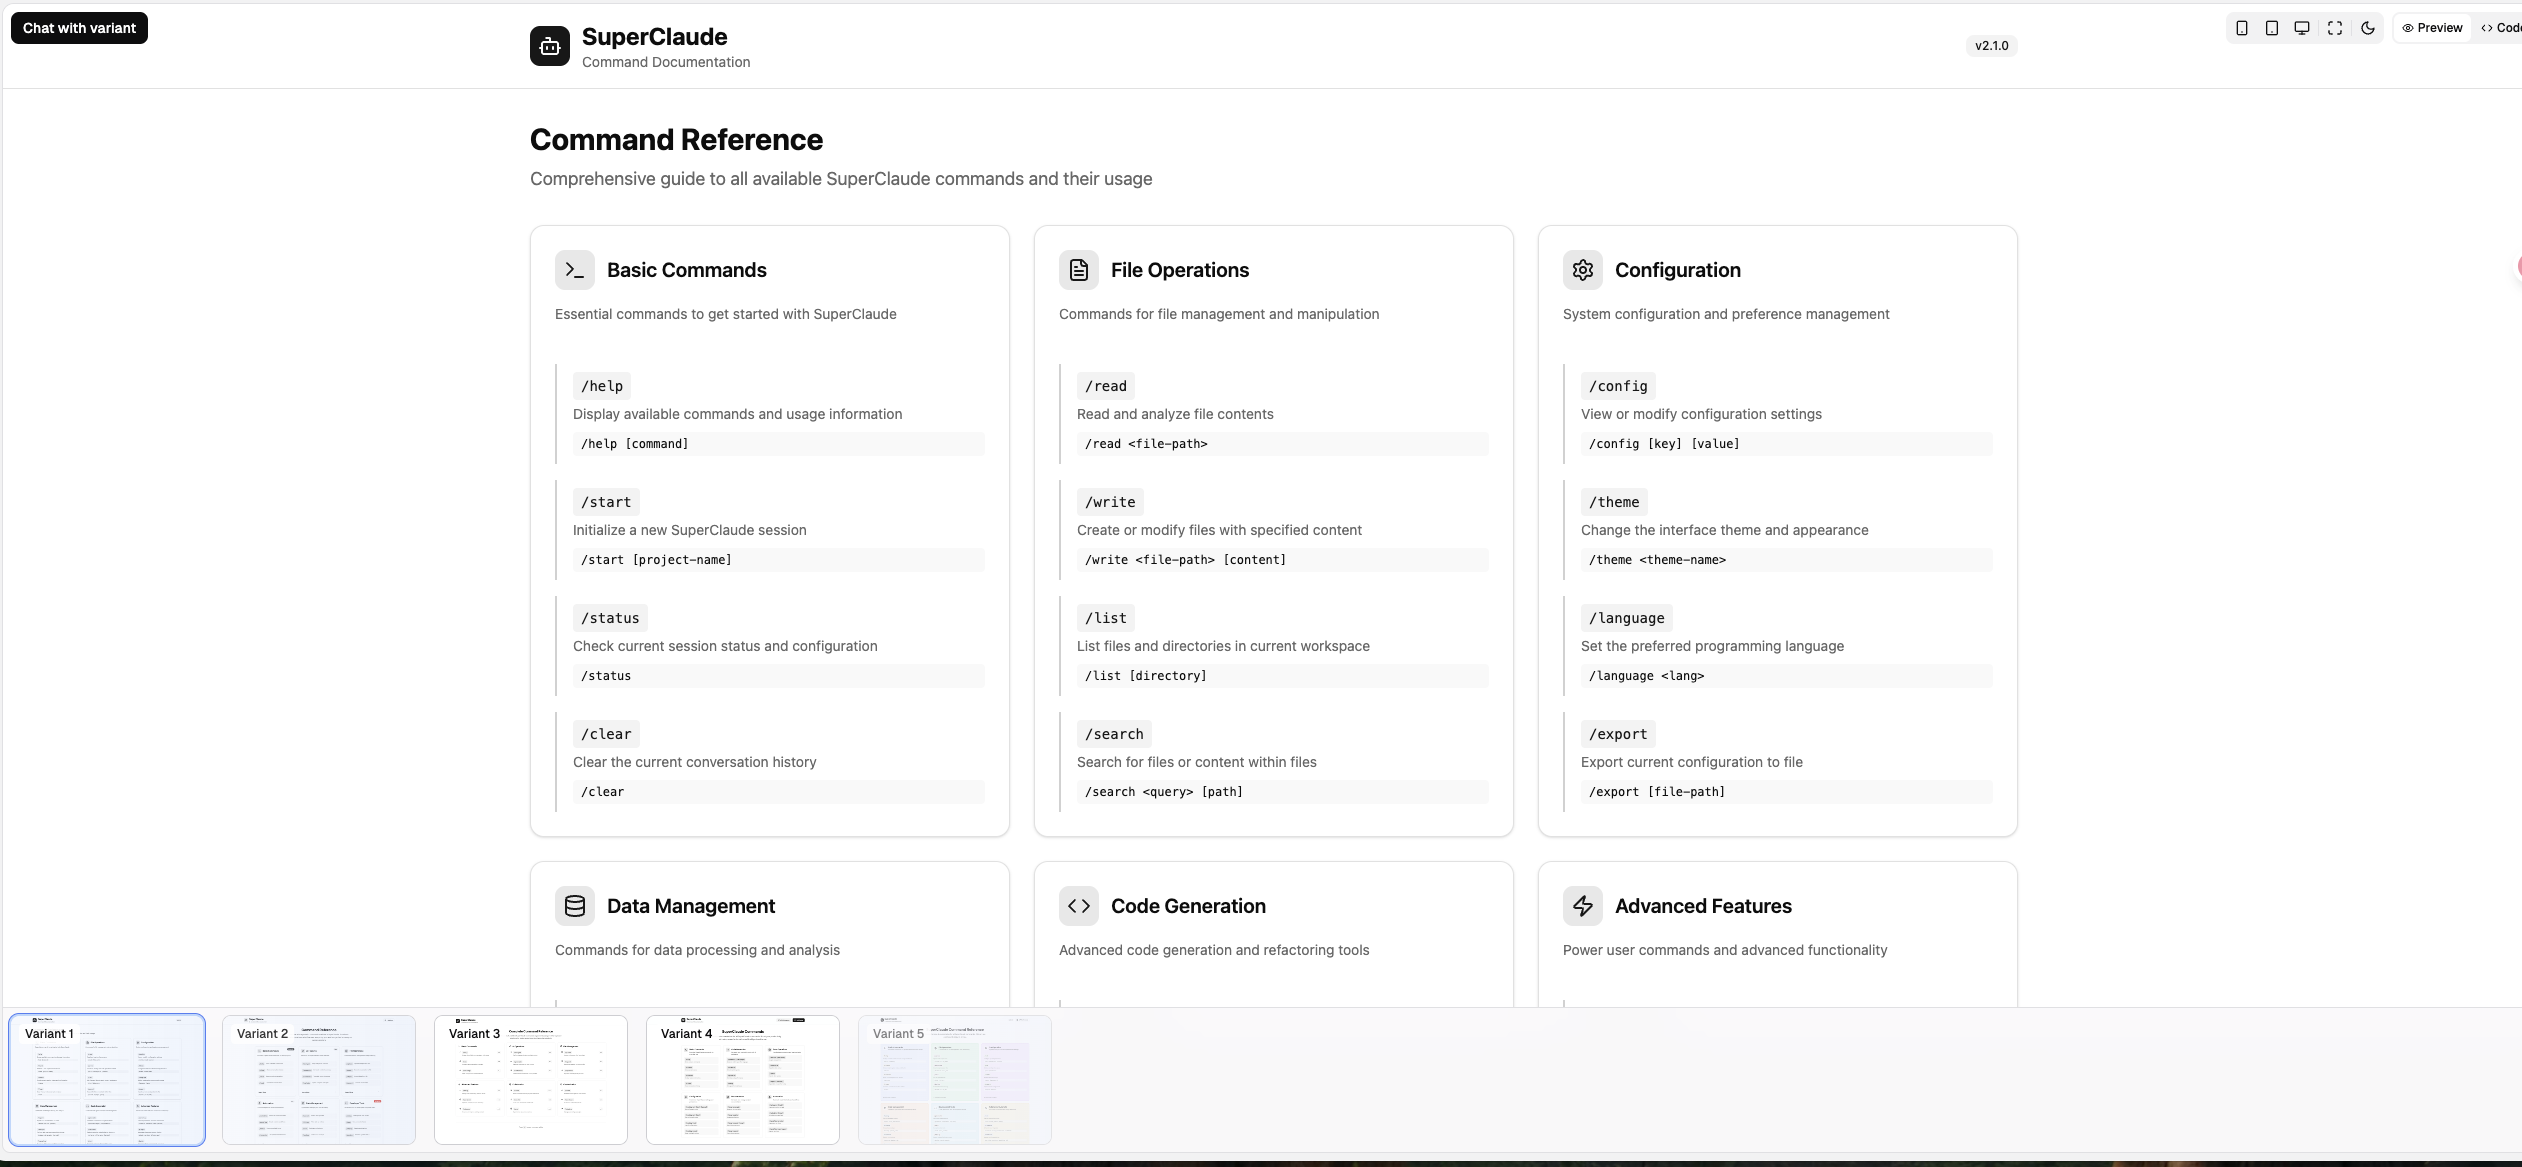 Chat with variant
SuperClaude
Command Documentation
v2.1.0
Preview
Code
Command Reference
Comprehensive guide to all available SuperClaude commands and their usage
Basic Commands
Essential commands to get started with SuperClaude
/help
Display available commands and usage information
/help [command]
/start
Initialize a new SuperClaude session
/start [project-name]
/status
Check current session status and configuration
/status
/clear
Clear the current conversation history
/clear
File Operations
Commands for file management and manipulation
/read
Read and analyze file contents
/read <file-path>
/write
Create or modify files with specified content
/write <file-path> [content]
/list
List files and directories in current workspace
/list [directory]
/search
Search for files or content within files
/search <query> [path]
Configuration
System configuration and preference management
/config
View or modify configuration settings
/config [key] [value]
/theme
Change the interface theme and appearance
/theme <theme-name>
/language
Set the preferred programming language
/language <lang>
/export
Export current configuration to file
/export [file-path]
Data Management
Commands for data processing and analysis
Code Generation
Advanced code generation and refactoring tools
Advanced Features
Power user commands and advanced functionality
Variant 1
Variant 2
Variant 3
Variant 4
Variant 5